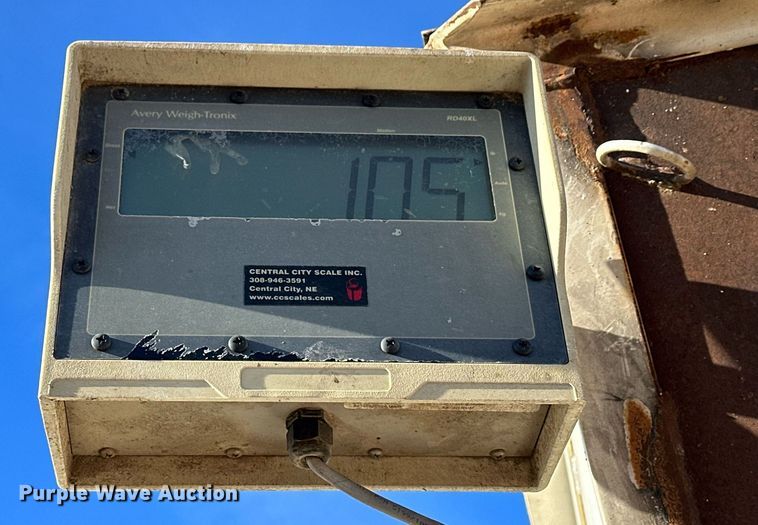 Avery Weigh-Tronix
RD40XL
Motion
105
CENTRAL CITY SCALE INC.
308-946-3591
Central City, NE
www.ccscales.com
Purple Wave Auction